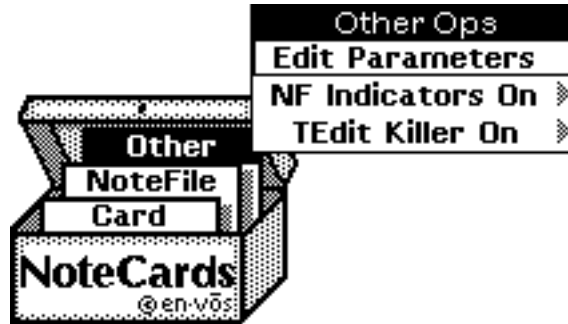 Other Ops
Edit Parameters
NF Indicators On
TEdit Killer On
Other
NoteFile
Card
NoteCards
© en·vōs